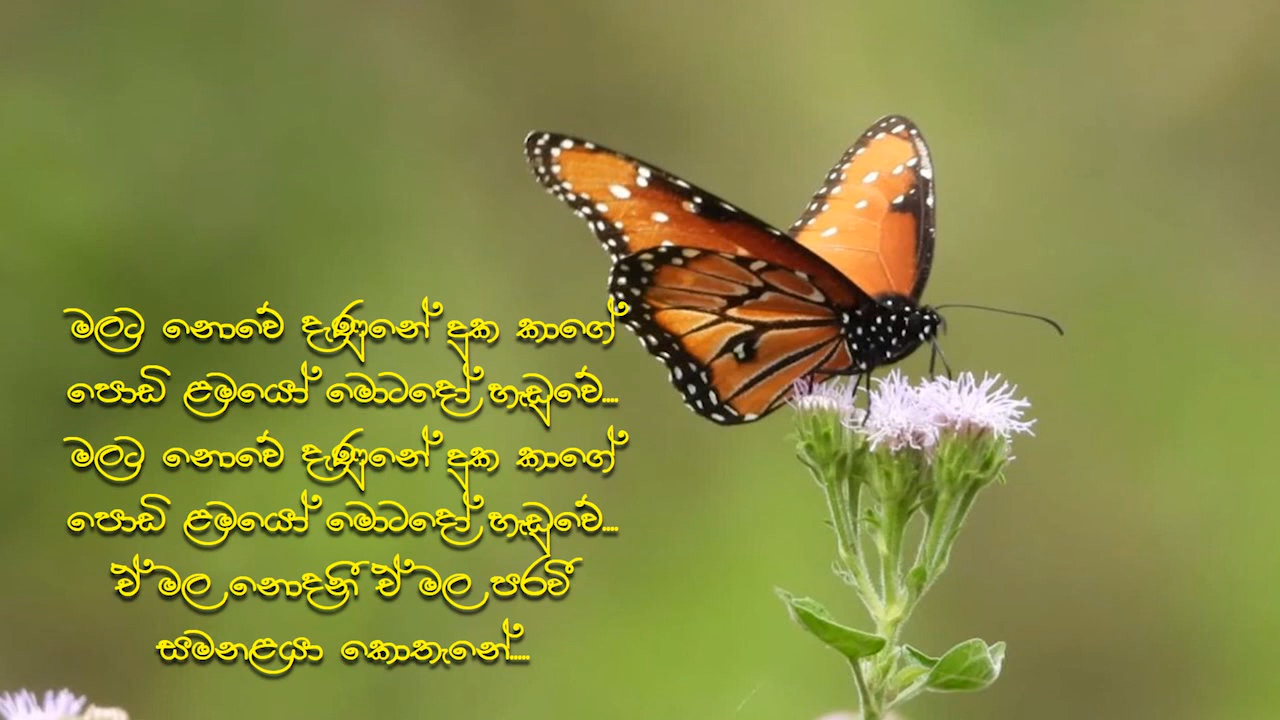 මලට නොවේ දැණුනේ දුක කාගේ
පොඩි ළමයෝ මොටදෝ හැඬුවේ....
මලට නොවේ දැණුනේ දුක කාගේ
පොඩි ළමයෝ මොටදෝ හැඬුවේ....
ඒ මල නොදනී ඒ මල පරවී
සමනළයා කොතැනේ.....